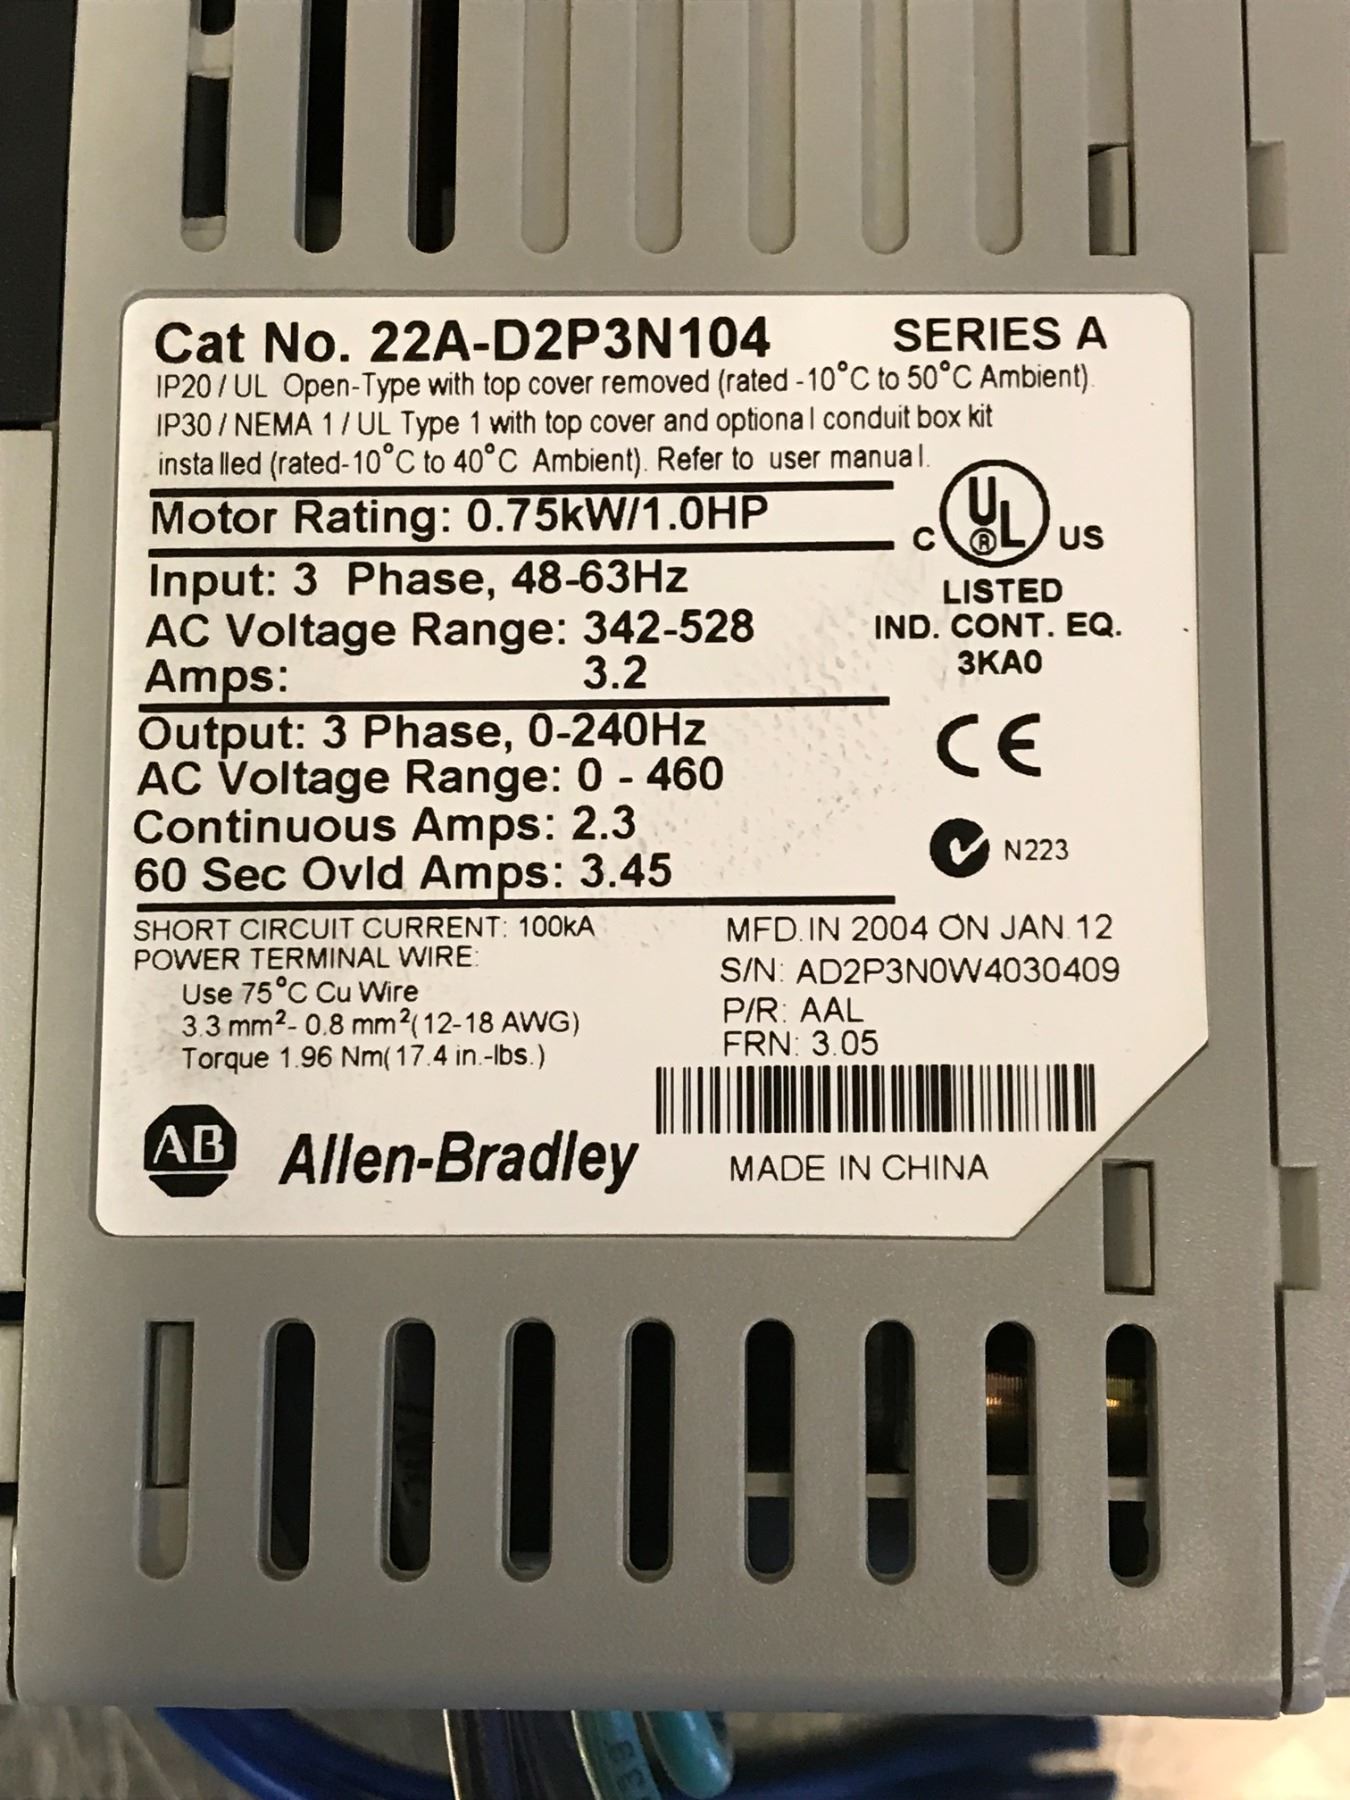 Cat No. 22A-D2P3N104 SERIES A
IP20 / UL Open-Type with top cover removed (rated -10°C to 50°C Ambient).
IP30 / NEMA 1 / UL Type 1 with top cover and optional conduit box kit
installed (rated-10°C to 40°C Ambient). Refer to user manual.
Motor Rating: 0.75kW/1.0HP
Input: 3 Phase, 48-63Hz
AC Voltage Range: 342-528
Amps: 3.2
C UL ® US
LISTED
IND. CONT. EQ.
3KA0
Output: 3 Phase, 0-240Hz
AC Voltage Range: 0 - 460
Continuous Amps: 2.3
60 Sec Ovld Amps: 3.45
CE
N223
SHORT CIRCUIT CURRENT: 100kA
POWER TERMINAL WIRE:
Use 75°C Cu Wire
3.3 mm²- 0.8 mm²(12-18 AWG)
Torque 1.96 Nm(17.4 in.-lbs.)
MFD. IN 2004 ON JAN. 12
S/N: AD2P3N0W4030409
P/R: AAL
FRN: 3.05
AB Allen-Bradley
MADE IN CHINA